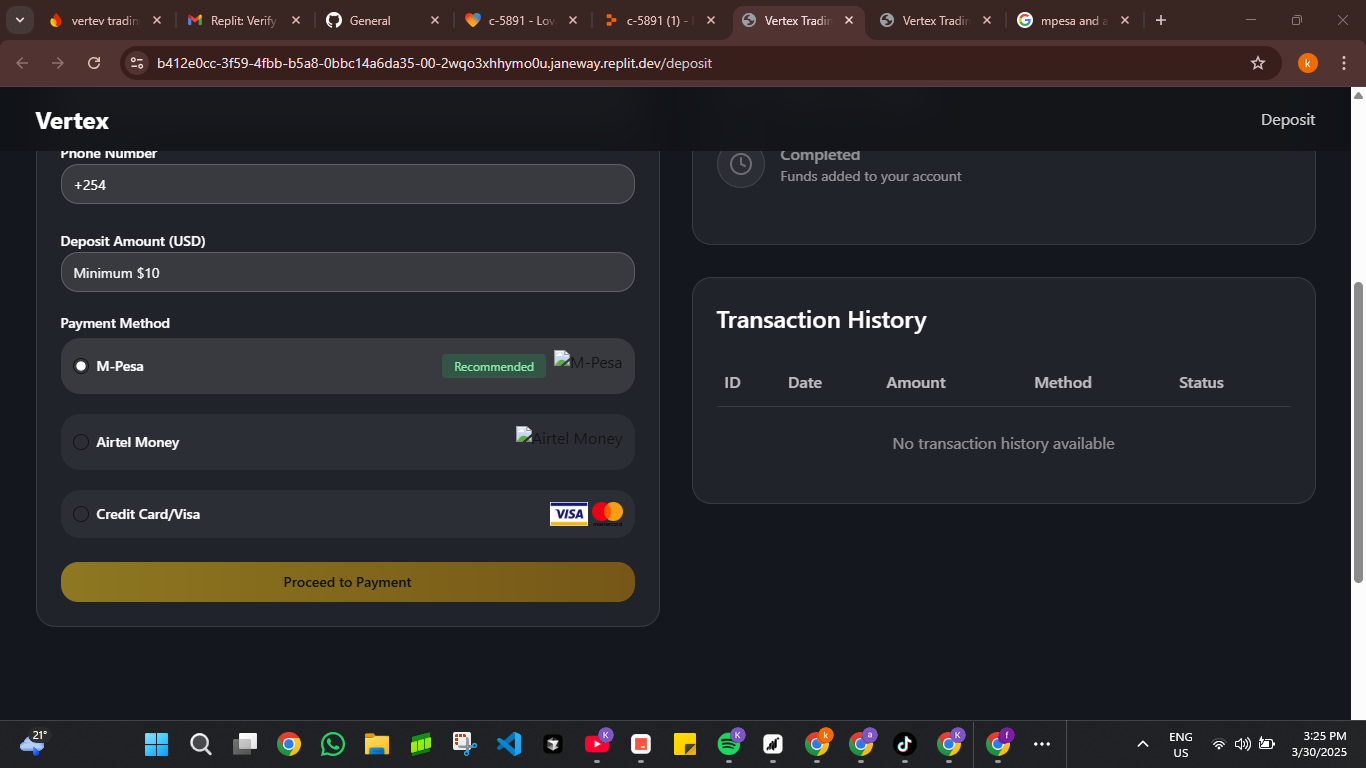 vertev tradin
Replit: Verify
General
c-5891 - Lov
c-5891 (1) -
Vertex Tradin
Vertex Tradin
mpesa and a
b412e0cc-3f59-4fbb-b5a8-0bbc14a6da35-00-2wqo3xhhymo0u.janeway.replit.dev/deposit
k
Vertex
Deposit
Phone Number
+254
Deposit Amount (USD)
Minimum $10
Payment Method
M-Pesa
Recommended
M-Pesa
Airtel Money
Airtel Money
Credit Card/Visa
VISA
Proceed to Payment
Completed
Funds added to your account
Transaction History
ID Date Amount Method Status
No transaction history available
21°
K
K
k
a
K
f
ENG
US
3:25 PM
3/30/2025